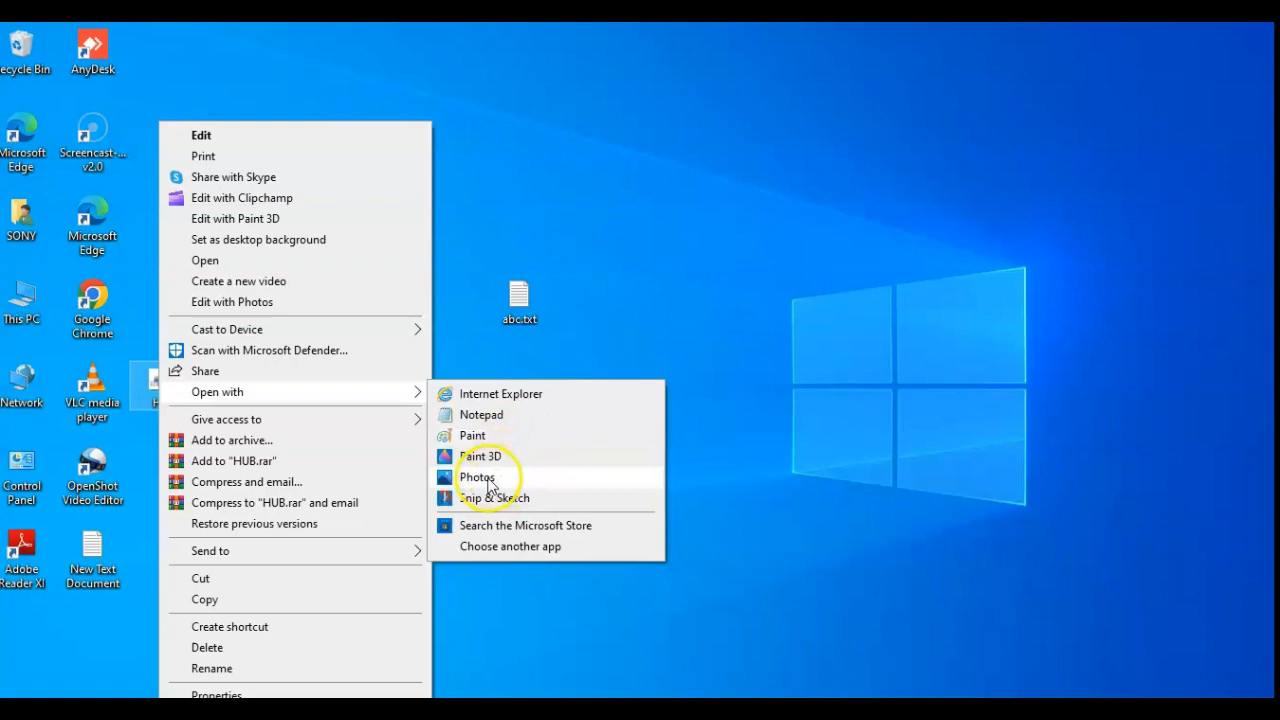 ecycle Bin
AnyDesk
Microsoft
Edge
Screencast-...
v2.0
SONY
Microsoft
Edge
This PC
Google
Chrome
Network
VLC media
player
H
Control
Panel
OpenShot
Video Editor
Adobe
Reader XI
New Text
Document
abc.txt
Edit
Print
Share with Skype
Edit with Clipchamp
Edit with Paint 3D
Set as desktop background
Open
Create a new video
Edit with Photos
Cast to Device
Scan with Microsoft Defender...
Share
Open with
Give access to
Add to archive...
Add to "HUB.rar"
Compress and email...
Compress to "HUB.rar" and email
Restore previous versions
Send to
Cut
Copy
Create shortcut
Delete
Rename
Properties
Internet Explorer
Notepad
Paint
Paint 3D
Photos
Snip & Sketch
Search the Microsoft Store
Choose another app